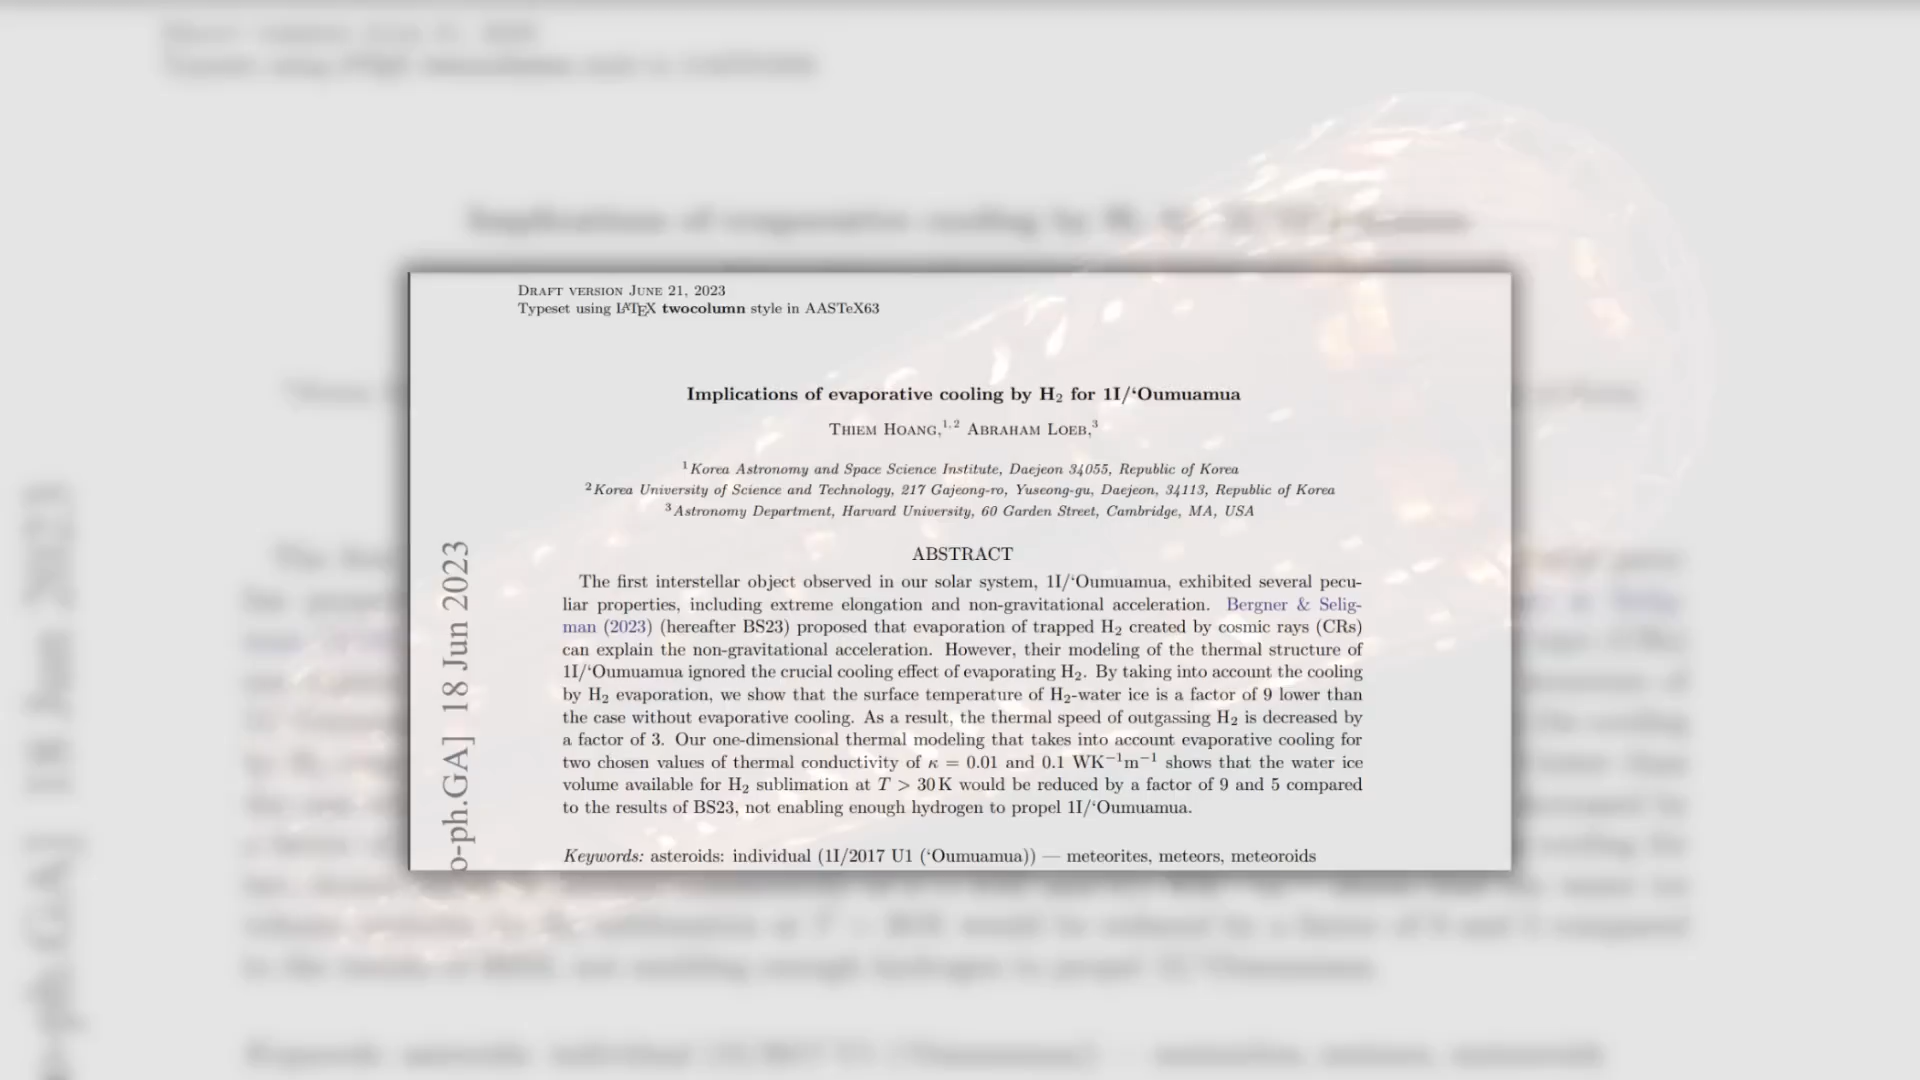 DRAFT VERSION JUNE 21, 2023
Typeset using LATEX twocolumn style in AASTeX63
Implications of evaporative cooling by H₂ for 1I/‘Oumuamua
THIEM HOANG,¹,² ABRAHAM LOEB,³
¹Korea Astronomy and Space Science Institute, Daejeon 34055, Republic of Korea
²Korea University of Science and Technology, 217 Gajeong-ro, Yuseong-gu, Daejeon, 34113, Republic of Korea
³Astronomy Department, Harvard University, 60 Garden Street, Cambridge, MA, USA
ABSTRACT
The first interstellar object observed in our solar system, 1I/‘Oumuamua, exhibited several pecu-
liar properties, including extreme elongation and non-gravitational acceleration. Bergner & Selig-
man (2023) (hereafter BS23) proposed that evaporation of trapped H₂ created by cosmic rays (CRs)
can explain the non-gravitational acceleration. However, their modeling of the thermal structure of
1I/‘Oumuamua ignored the crucial cooling effect of evaporating H₂. By taking into account the cooling
by H₂ evaporation, we show that the surface temperature of H₂-water ice is a factor of 9 lower than
the case without evaporative cooling. As a result, the thermal speed of outgassing H₂ is decreased by
a factor of 3. Our one-dimensional thermal modeling that takes into account evaporative cooling for
two chosen values of thermal conductivity of κ = 0.01 and 0.1 WK⁻¹m⁻¹ shows that the water ice
volume available for H₂ sublimation at T > 30 K would be reduced by a factor of 9 and 5 compared
to the results of BS23, not enabling enough hydrogen to propel 1I/‘Oumuamua.
Keywords: asteroids: individual (1I/2017 U1 (‘Oumuamua)) — meteorites, meteors, meteoroids
o-ph.GA] 18 Jun 2023